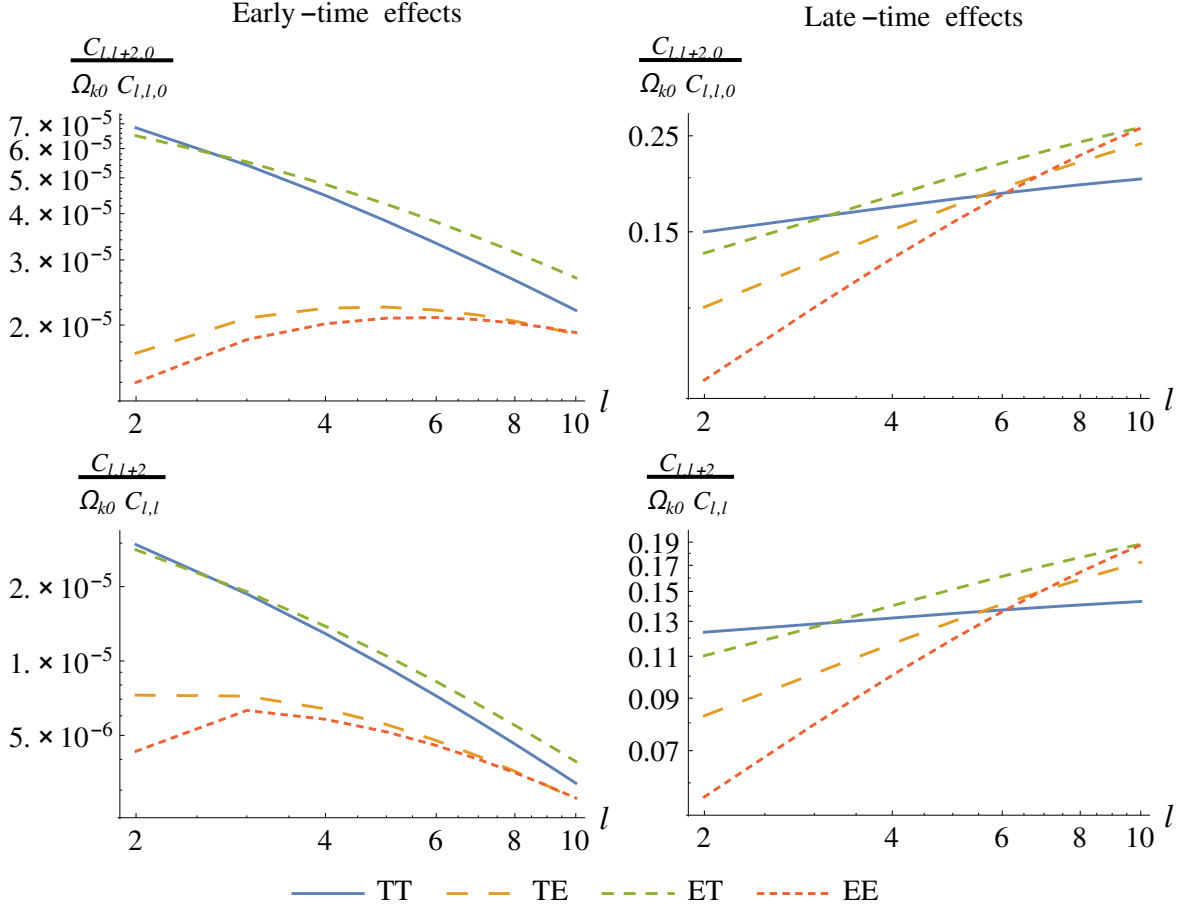 Early-time effects
Late-time effects
C_{l,l+2,0}
Ω_{k0} C_{l,l,0}
7. × 10^{-5}
6. × 10^{-5}
5. × 10^{-5}
4. × 10^{-5}
3. × 10^{-5}
2. × 10^{-5}
2 4 6 8 10 l
C_{l,l+2,0}
Ω_{k0} C_{l,l,0}
0.25
0.15
2 4 6 8 10 l
C_{l,l+2}
Ω_{k0} C_{l,l}
2. × 10^{-5}
1. × 10^{-5}
5. × 10^{-6}
2 4 6 8 10 l
C_{l,l+2}
Ω_{k0} C_{l,l}
0.19
0.17
0.15
0.13
0.11
0.09
0.07
2 4 6 8 10 l
TT TE ET EE